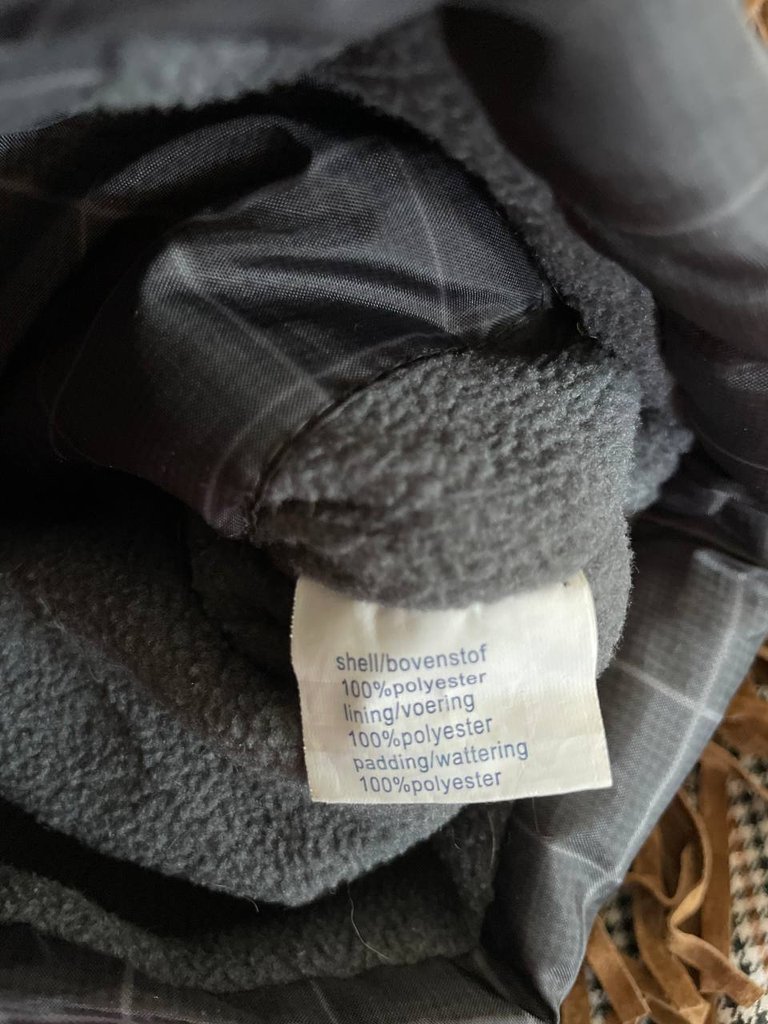 shell/bovenstof
100%polyester
lining/voering
100%polyester
padding/wattering
100%polyester